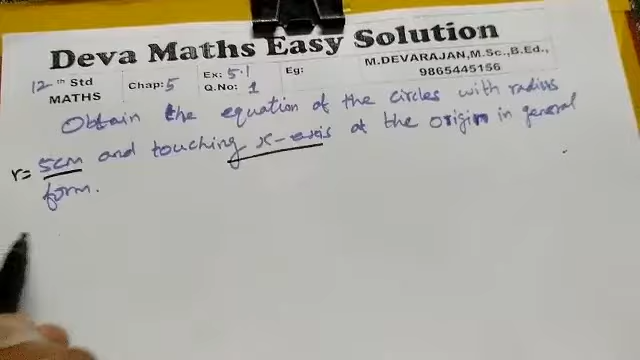 Deva Maths Easy Solution
12th Std MATHS
Chap: 5
Ex: 5.1
Q.No: 1
Eg:
M.DEVARAJAN,M.Sc.,B.Ed.,
9865445156
Obtain the equation of the circles with radius
r= 5cm and touching x-axis at the origin in general
form.